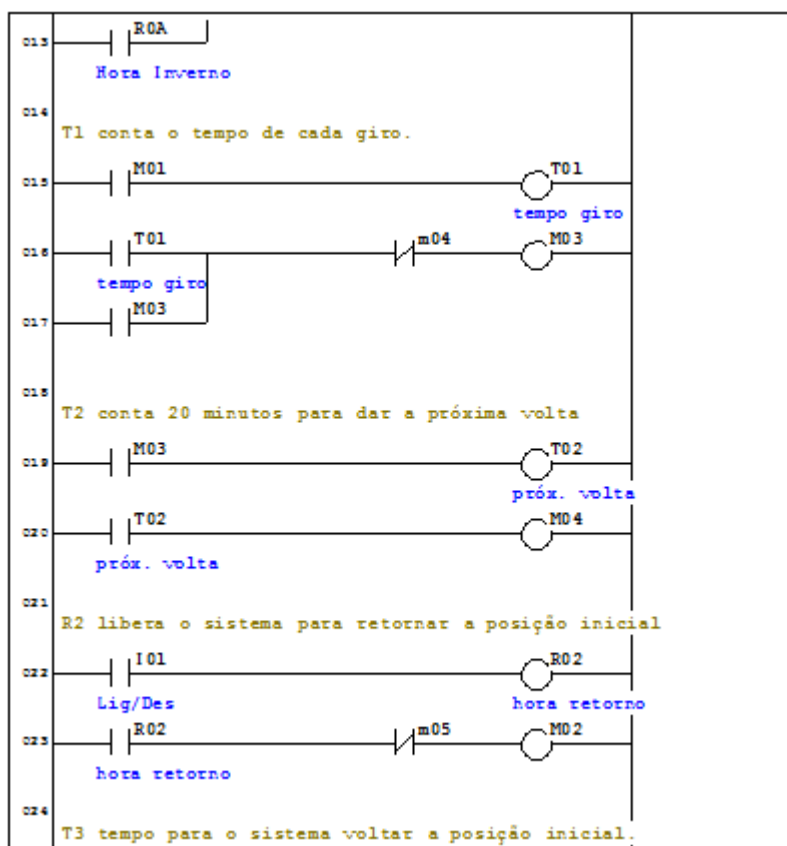 R0A
013
Hora Inverno
014
T1 conta o tempo de cada giro.
M01 T01
015
tempo giro
T01 m04 M03
016
tempo giro
M03
017
018
T2 conta 20 minutos para dar a próxima volta
M03 T02
019
próx. volta
T02 M04
020
próx. volta
021
R2 libera o sistema para retornar a posição inicial
I01 R02
022
Lig/Des hora retorno
R02 m05 M02
023
hora retorno
024
T3 tempo para o sistema voltar a posição inicial.